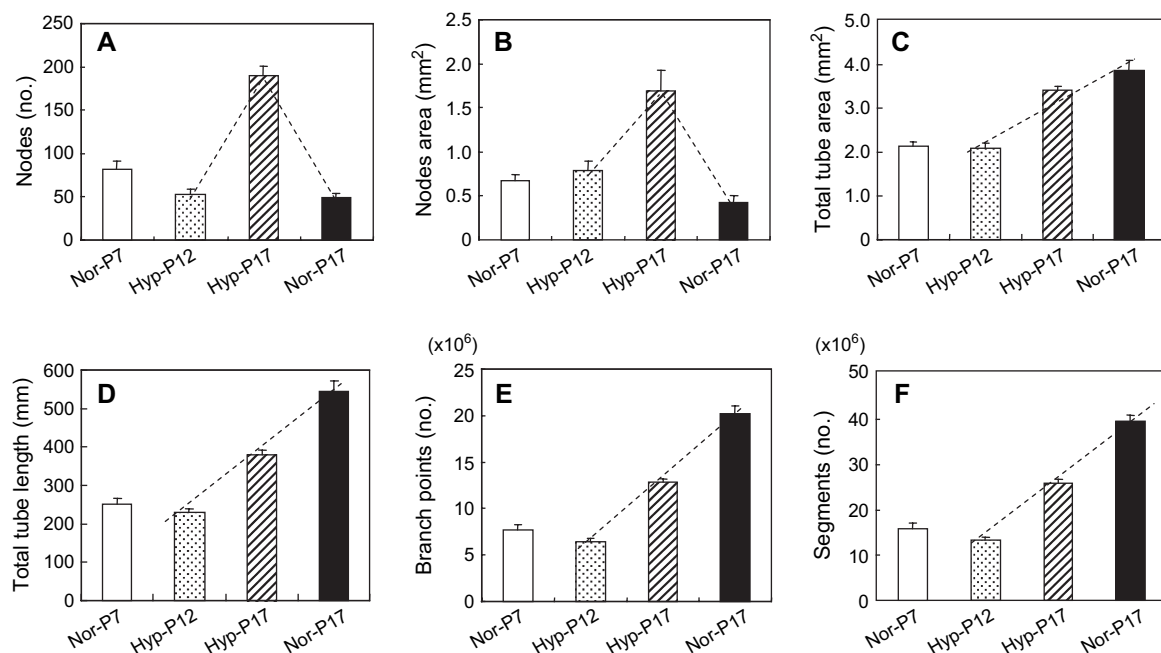 A
Nodes (no.)
250
200
150
100
50
0
Nor-P7
Hyp-P12
Hyp-P17
Nor-P17
B
Nodes area (mm²)
2.5
2.0
1.5
1.0
0.5
0
Nor-P7
Hyp-P12
Hyp-P17
Nor-P17
C
Total tube area (mm²)
5.0
4.0
3.0
2.0
1.0
0
Nor-P7
Hyp-P12
Hyp-P17
Nor-P17
D
Total tube length (mm)
600
500
400
300
200
100
0
Nor-P7
Hyp-P12
Hyp-P17
Nor-P17
(x10⁶)
E
Branch points (no.)
25
20
15
10
5
0
Nor-P7
Hyp-P12
Hyp-P17
Nor-P17
(x10⁶)
F
Segments (no.)
50
40
30
20
10
0
Nor-P7
Hyp-P12
Hyp-P17
Nor-P17